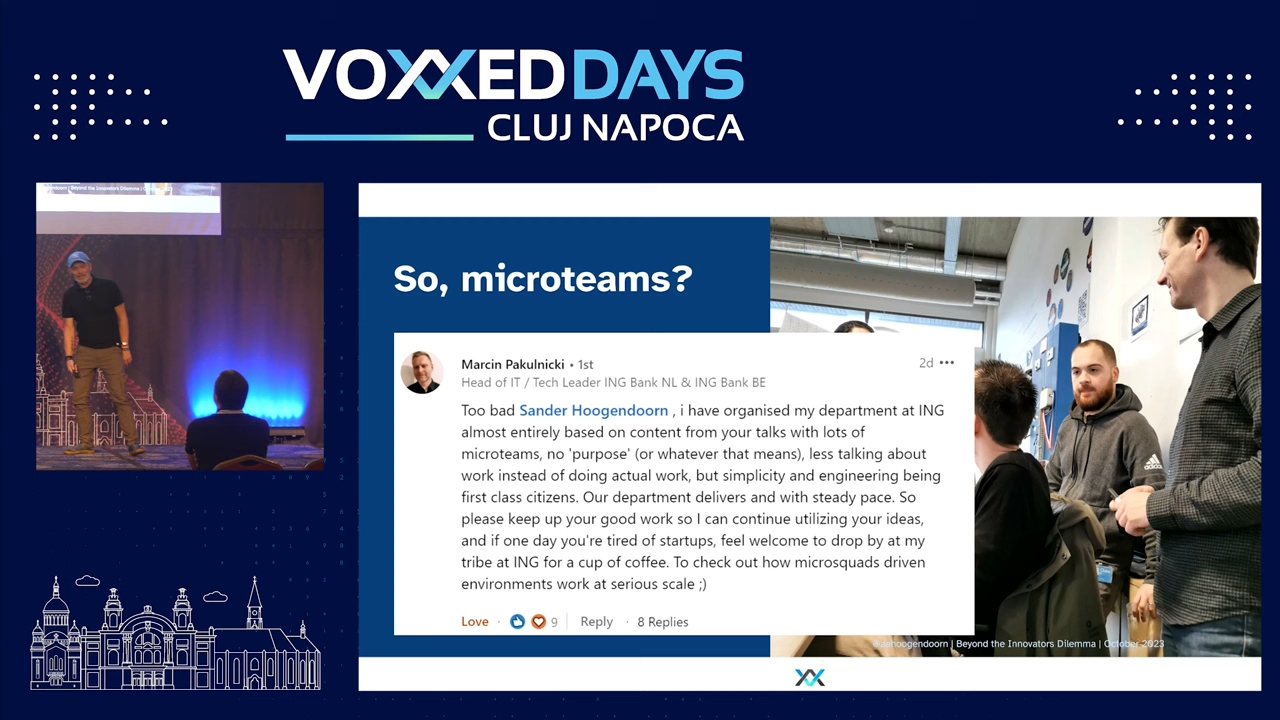 VOXXEDDAYS
CLUJ NAPOCA
So, microteams?
Marcin Pakulnicki • 1st
2d •••
Head of IT / Tech Leader ING Bank NL & ING Bank BE
Too bad Sander Hoogendoorn , i have organised my department at ING
almost entirely based on content from your talks with lots of
microteams, no 'purpose' (or whatever that means), less talking about
work instead of doing actual work, but simplicity and engineering being
first class citizens. Our department delivers and with steady pace. So
please keep up your good work so I can continue utilizing your ideas,
and if one day you're tired of startups, feel welcome to drop by at my
tribe at ING for a cup of coffee. To check out how microsquads driven
environments work at serious scale ;)
Love · 9 | Reply · 8 Replies
| Beyond the Innovators Dilemma | October 2023
adidas